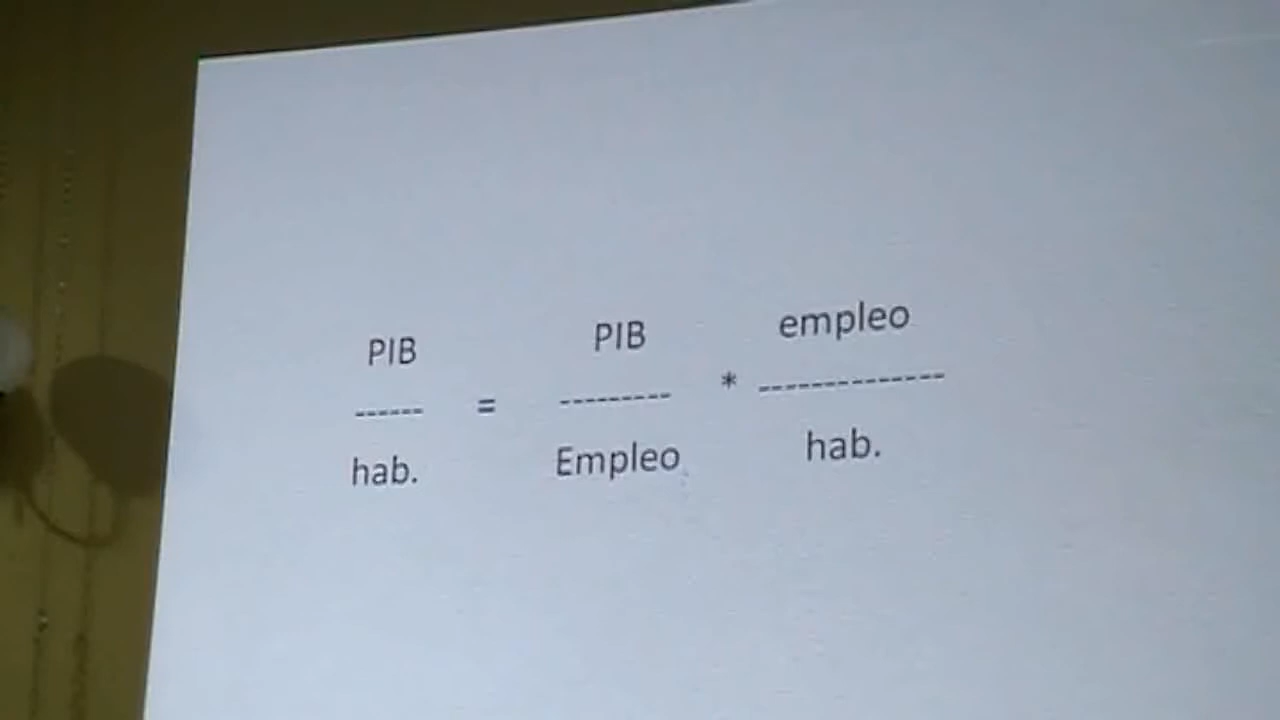 PIB PIB empleo
------ = --------- * --------------
hab. Empleo hab.